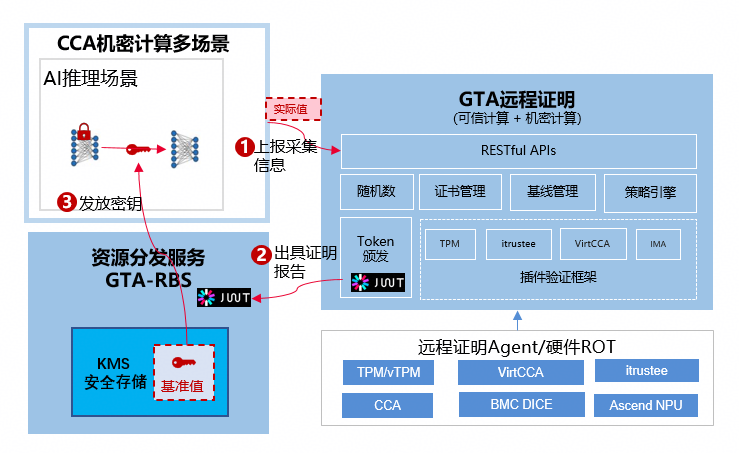 CCA机密计算多场景
AI推理场景
实际值
1
上报采集
信息
3
发放密钥
GTA远程证明
(可信计算 + 机密计算)
RESTful APIs
随机数
证书管理
基线管理
策略引擎
Token
颁发
JWT
TPM
itrustee
VirtCCA
IMA
插件验证框架
2
出具证明
报告
资源分发服务
GTA-RBS
JWT
KMS
安全存储
基准值
远程证明Agent/硬件ROT
TPM/vTPM
VirtCCA
itrustee
CCA
BMC DICE
Ascend NPU